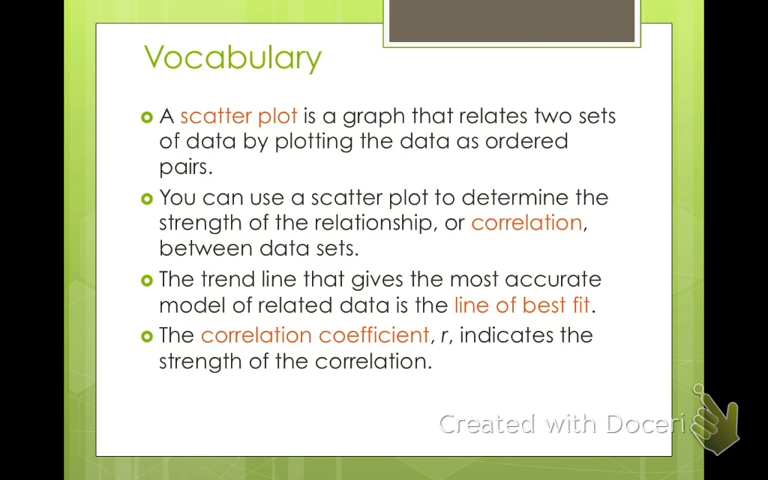 Vocabulary
A scatter plot is a graph that relates two sets
of data by plotting the data as ordered
pairs.
You can use a scatter plot to determine the
strength of the relationship, or correlation,
between data sets.
The trend line that gives the most accurate
model of related data is the line of best fit.
The correlation coefficient, r, indicates the
strength of the correlation.
Created with Doceri